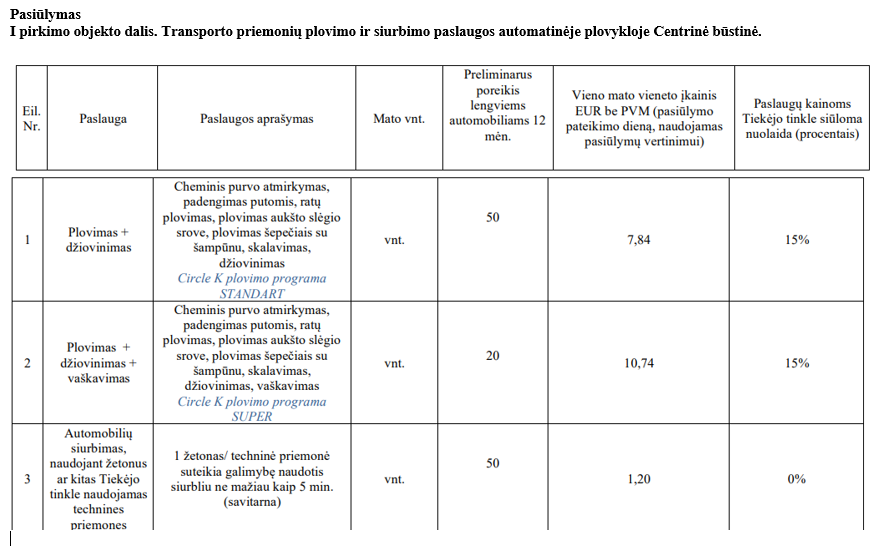 Pasiūlymas
I pirkimo objekto dalis. Transporto priemonių plovimo ir siurbimo paslaugos automatinėje plovykloje Centrinė būstinė.
Eil.
Nr.
Paslauga
Paslaugos aprašymas
Mato vnt.
Preliminarus
poreikis
lengviems
automobiliams 12
mėn.
Vieno mato vieneto įkainis
EUR be PVM (pasiūlymo
pateikimo dieną, naudojamas
pasiūlymų vertinimui)
Paslaugų kainoms
Tiekėjo tinkle siūloma
nuolaida (procentais)
1
Plovimas +
džiovinimas
Cheminis purvo atmirkymas,
padengimas putomis, ratų
plovimas, plovimas aukšto slėgio
srove, plovimas šepečiais su
šampūnu, skalavimas,
džiovinimas
Circle K plovimo programa
STANDART
vnt.
50
7,84
15%
2
Plovimas +
džiovinimas +
vaškavimas
Cheminis purvo atmirkymas,
padengimas putomis, ratų
plovimas, plovimas aukšto slėgio
srove, plovimas šepečiais su
šampūnu, skalavimas,
džiovinimas, vaškavimas
Circle K plovimo programa
SUPER
vnt.
20
10,74
15%
3
Automobilių
siurbimas,
naudojant žetonus
ar kitas Tiekėjo
tinkle naudojamas
technines
priemones
1 žetonas/ techninė priemonė
suteikia galimybę naudotis
siurbliu ne mažiau kaip 5 min.
(savitarna)
vnt.
50
1,20
0%